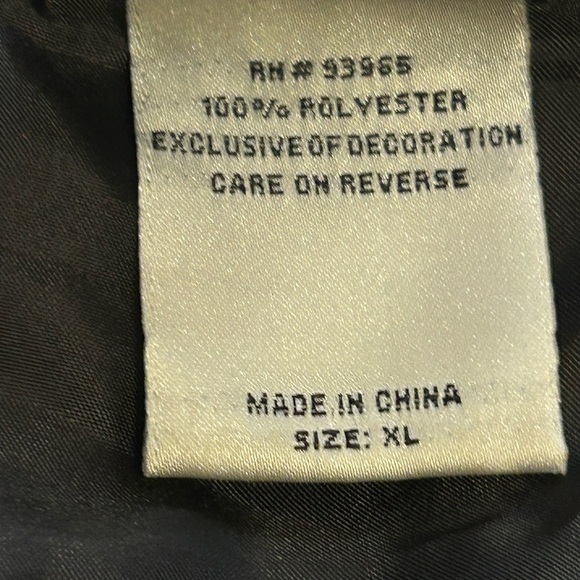 RN# 93965
100% POLYESTER
EXCLUSIVE OF DECORATION
CARE ON REVERSE
MADE IN CHINA
SIZE: XL